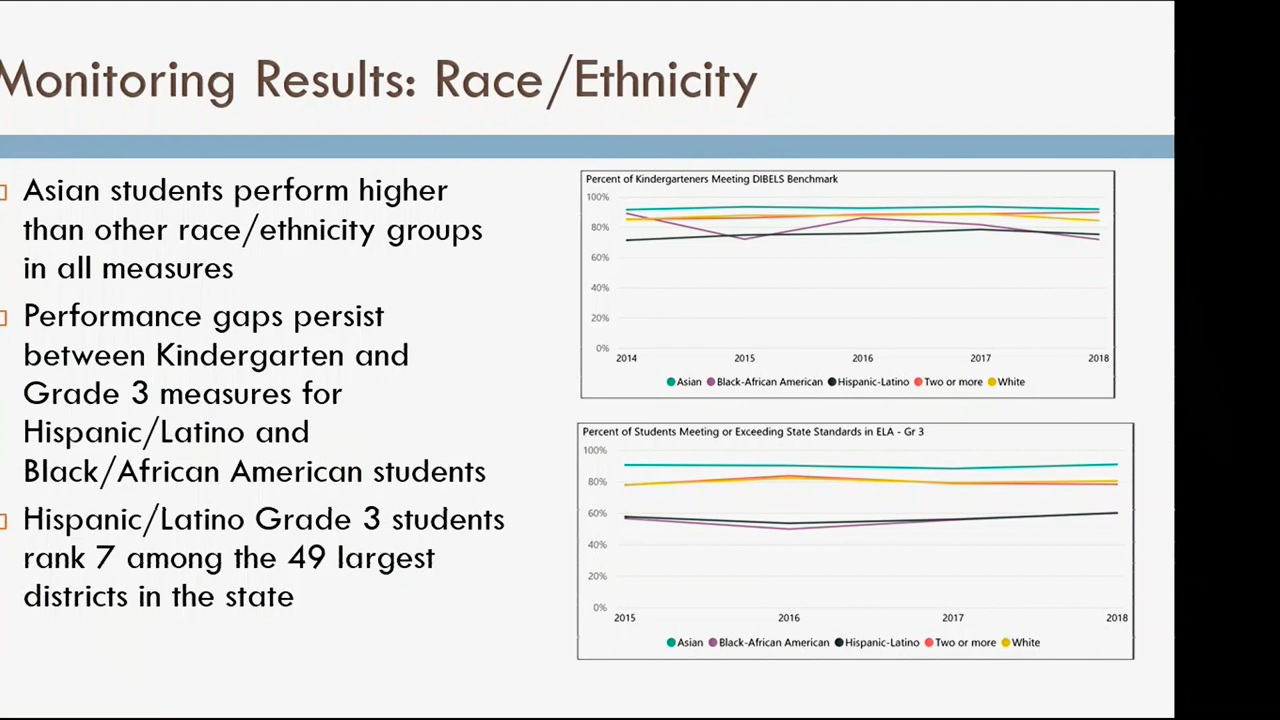 Monitoring Results: Race/Ethnicity
Asian students perform higher
than other race/ethnicity groups
in all measures
Performance gaps persist
between Kindergarten and
Grade 3 measures for
Hispanic/Latino and
Black/African American students
Hispanic/Latino Grade 3 students
rank 7 among the 49 largest
districts in the state
Percent of Kindergarteners Meeting DIBELS Benchmark
100%
80%
60%
40%
20%
0%
2014 2015 2016 2017 2018
Asian Black-African American Hispanic-Latino Two or more White
Percent of Students Meeting or Exceeding State Standards in ELA - Gr 3
100%
80%
60%
40%
20%
0%
2015 2016 2017 2018
Asian Black-African American Hispanic-Latino Two or more White